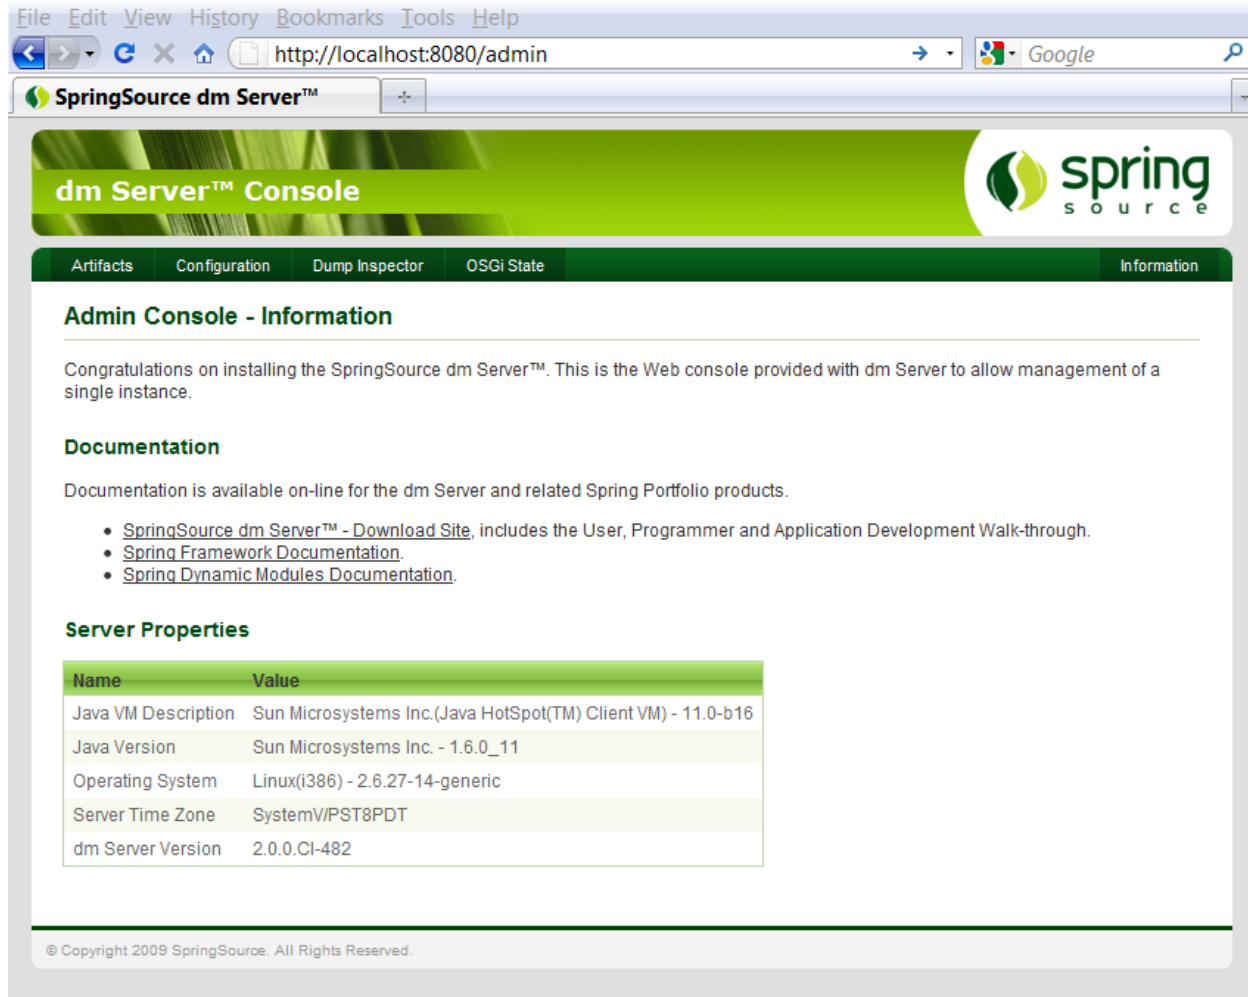 File Edit View History Bookmarks Tools Help
http://localhost:8080/admin
Google
SpringSource dm Server™
dm Server™ Console
spring
source
Artifacts Configuration Dump Inspector OSGi State Information
Admin Console - Information
Congratulations on installing the SpringSource dm Server™. This is the Web console provided with dm Server to allow management of a
single instance.
Documentation
Documentation is available on-line for the dm Server and related Spring Portfolio products.
• SpringSource dm Server™ - Download Site, includes the User, Programmer and Application Development Walk-through.
• Spring Framework Documentation.
• Spring Dynamic Modules Documentation.
Server Properties
Name Value
Java VM Description Sun Microsystems Inc.(Java HotSpot(TM) Client VM) - 11.0-b16
Java Version Sun Microsystems Inc. - 1.6.0_11
Operating System Linux(i386) - 2.6.27-14-generic
Server Time Zone SystemV/PST8PDT
dm Server Version 2.0.0.CI-482
© Copyright 2009 SpringSource. All Rights Reserved.